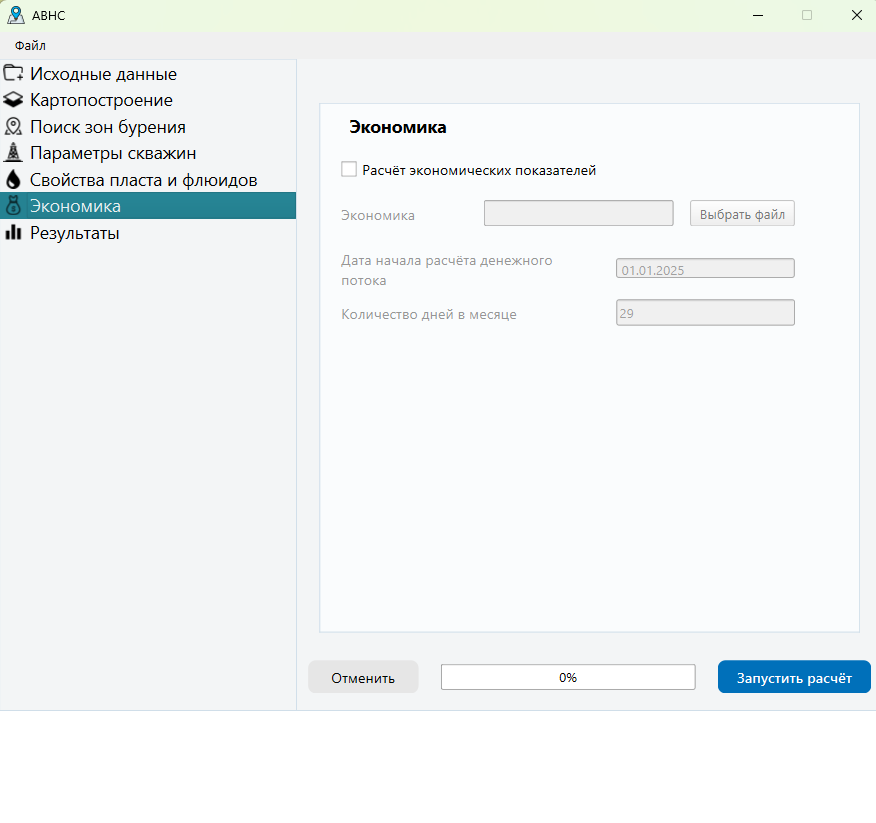 АВНС
Файл
Исходные данные
Картопостроение
Поиск зон бурения
Параметры скважин
Свойства пласта и флюидов
Экономика
Результаты
Экономика
Расчёт экономических показателей
Экономика
Выбрать файл
Дата начала расчёта денежного
потока
01.01.2025
Количество дней в месяце
29
Отменить
0%
Запустить расчёт